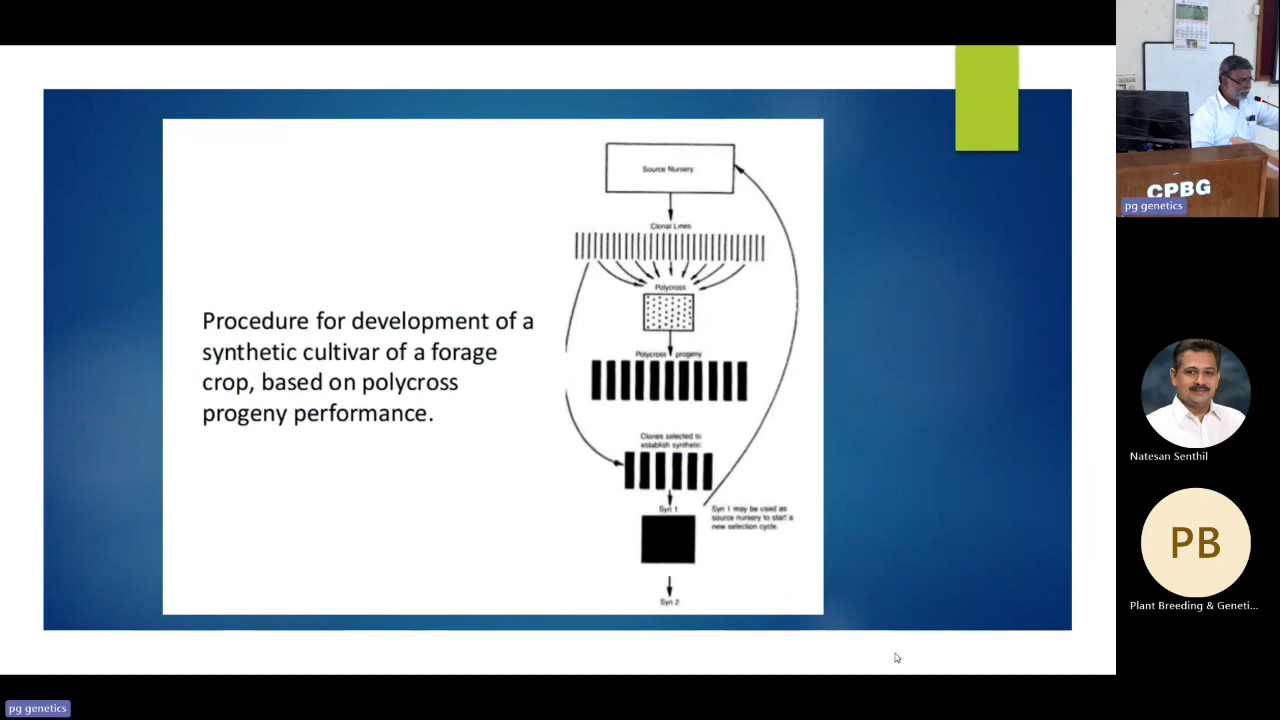 Procedure for development of a
synthetic cultivar of a forage
crop, based on polycross
progeny performance.
Source Nursery
Clonal Lines
Polycross
Polycross progeny
Clones selected to
establish synthetic
Syn 1
Syn 1 may be used as
source nursery to start a
new selection cycle.
Syn 2
CPBG
pg genetics
Natesan Senthil
PB
Plant Breeding & Geneti...
pg genetics